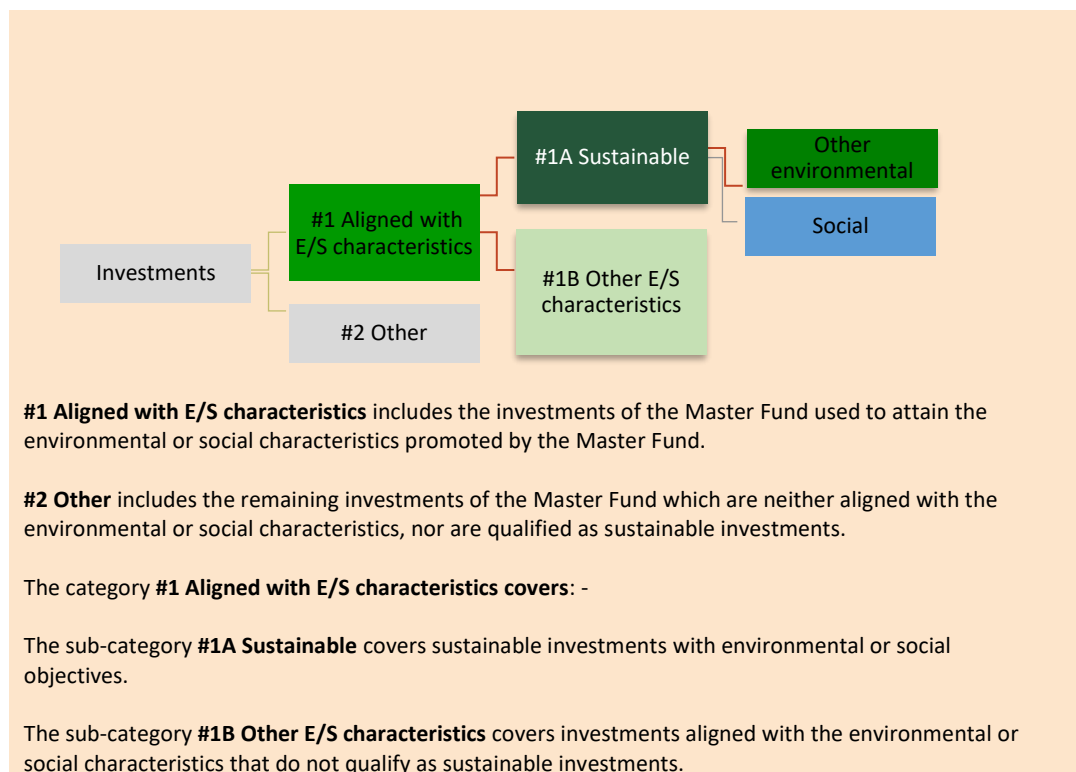 #1A Sustainable
Other
environmental
#1 Aligned with
E/S characteristics
Social
Investments
#1B Other E/S
characteristics
#2 Other
#1 Aligned with E/S characteristics includes the investments of the Master Fund used to attain the
environmental or social characteristics promoted by the Master Fund.
#2 Other includes the remaining investments of the Master Fund which are neither aligned with the
environmental or social characteristics, nor are qualified as sustainable investments.
The category #1 Aligned with E/S characteristics covers: -
The sub-category #1A Sustainable covers sustainable investments with environmental or social
objectives.
The sub-category #1B Other E/S characteristics covers investments aligned with the environmental or
social characteristics that do not qualify as sustainable investments.